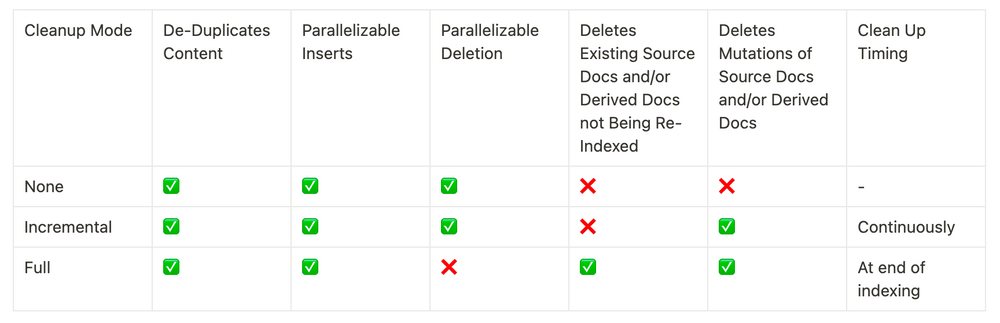 Cleanup Mode
De-Duplicates
Content
Parallelizable
Inserts
Parallelizable
Deletion
Deletes
Existing Source
Docs and/or
Derived Docs
not Being Re-
Indexed
Deletes
Mutations of
Source Docs
and/or Derived
Docs
Clean Up
Timing
None ✅ ✅ ✅ ❌ ❌ -
Incremental ✅ ✅ ✅ ❌ ✅ Continuously
Full ✅ ✅ ❌ ✅ ✅ At end of
indexing